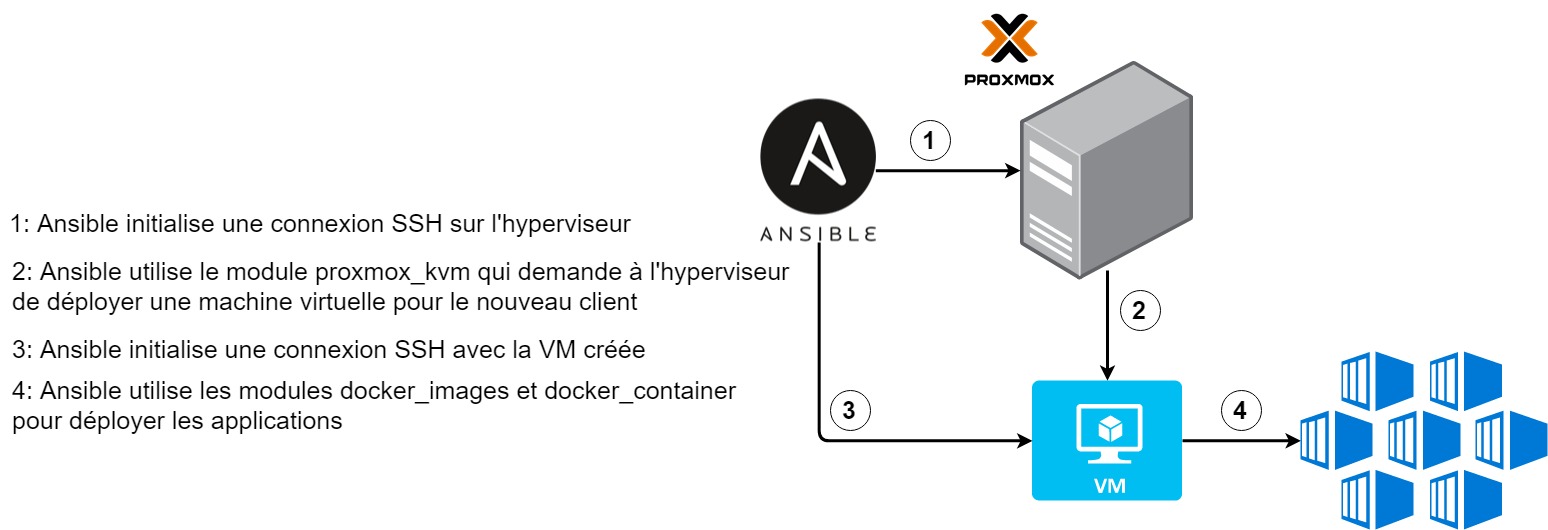 PROXMOX
1
ANSIBLE
1: Ansible initialise une connexion SSH sur l'hyperviseur
2: Ansible utilise le module proxmox_kvm qui demande à l'hyperviseur
de déployer une machine virtuelle pour le nouveau client
2
3: Ansible initialise une connexion SSH avec la VM créée
4: Ansible utilise les modules docker_images et docker_container
pour déployer les applications
3
4
VM